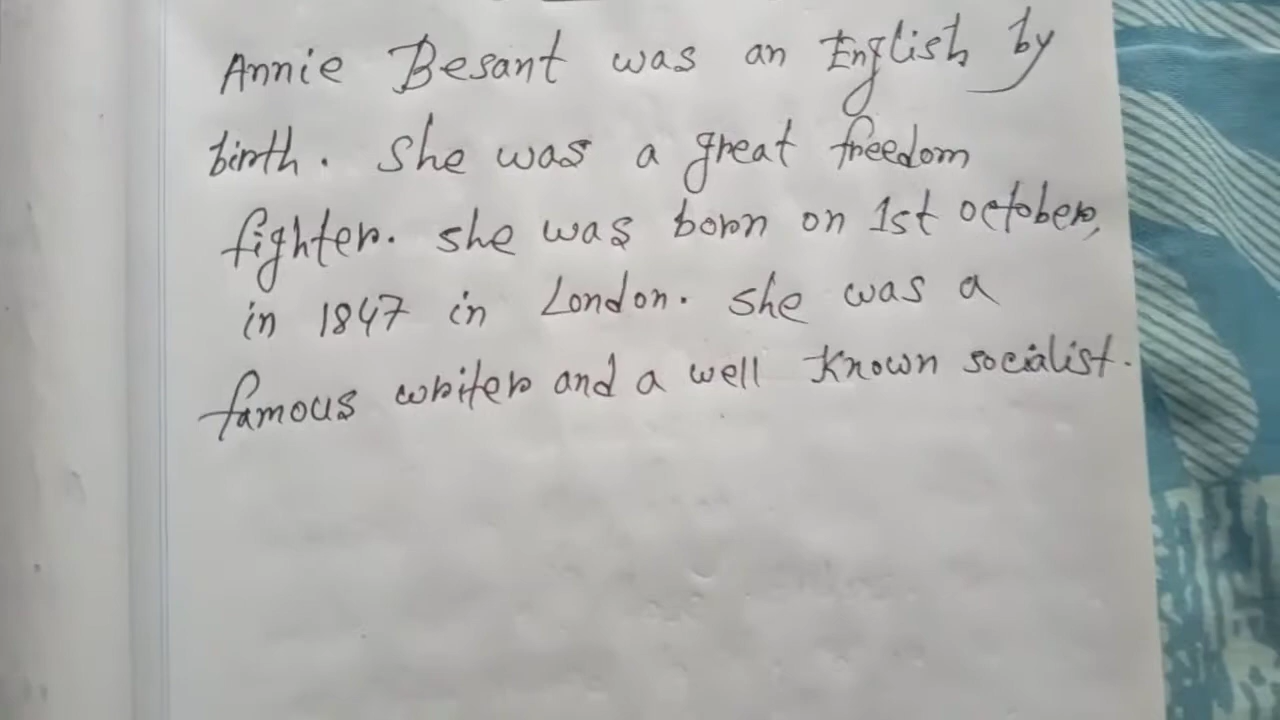 Annie Besant was an English by
birth. She was a great freedom
fighter. she was born on 1st october,
in 1847 in London. she was a
famous writer and a well known socialist.